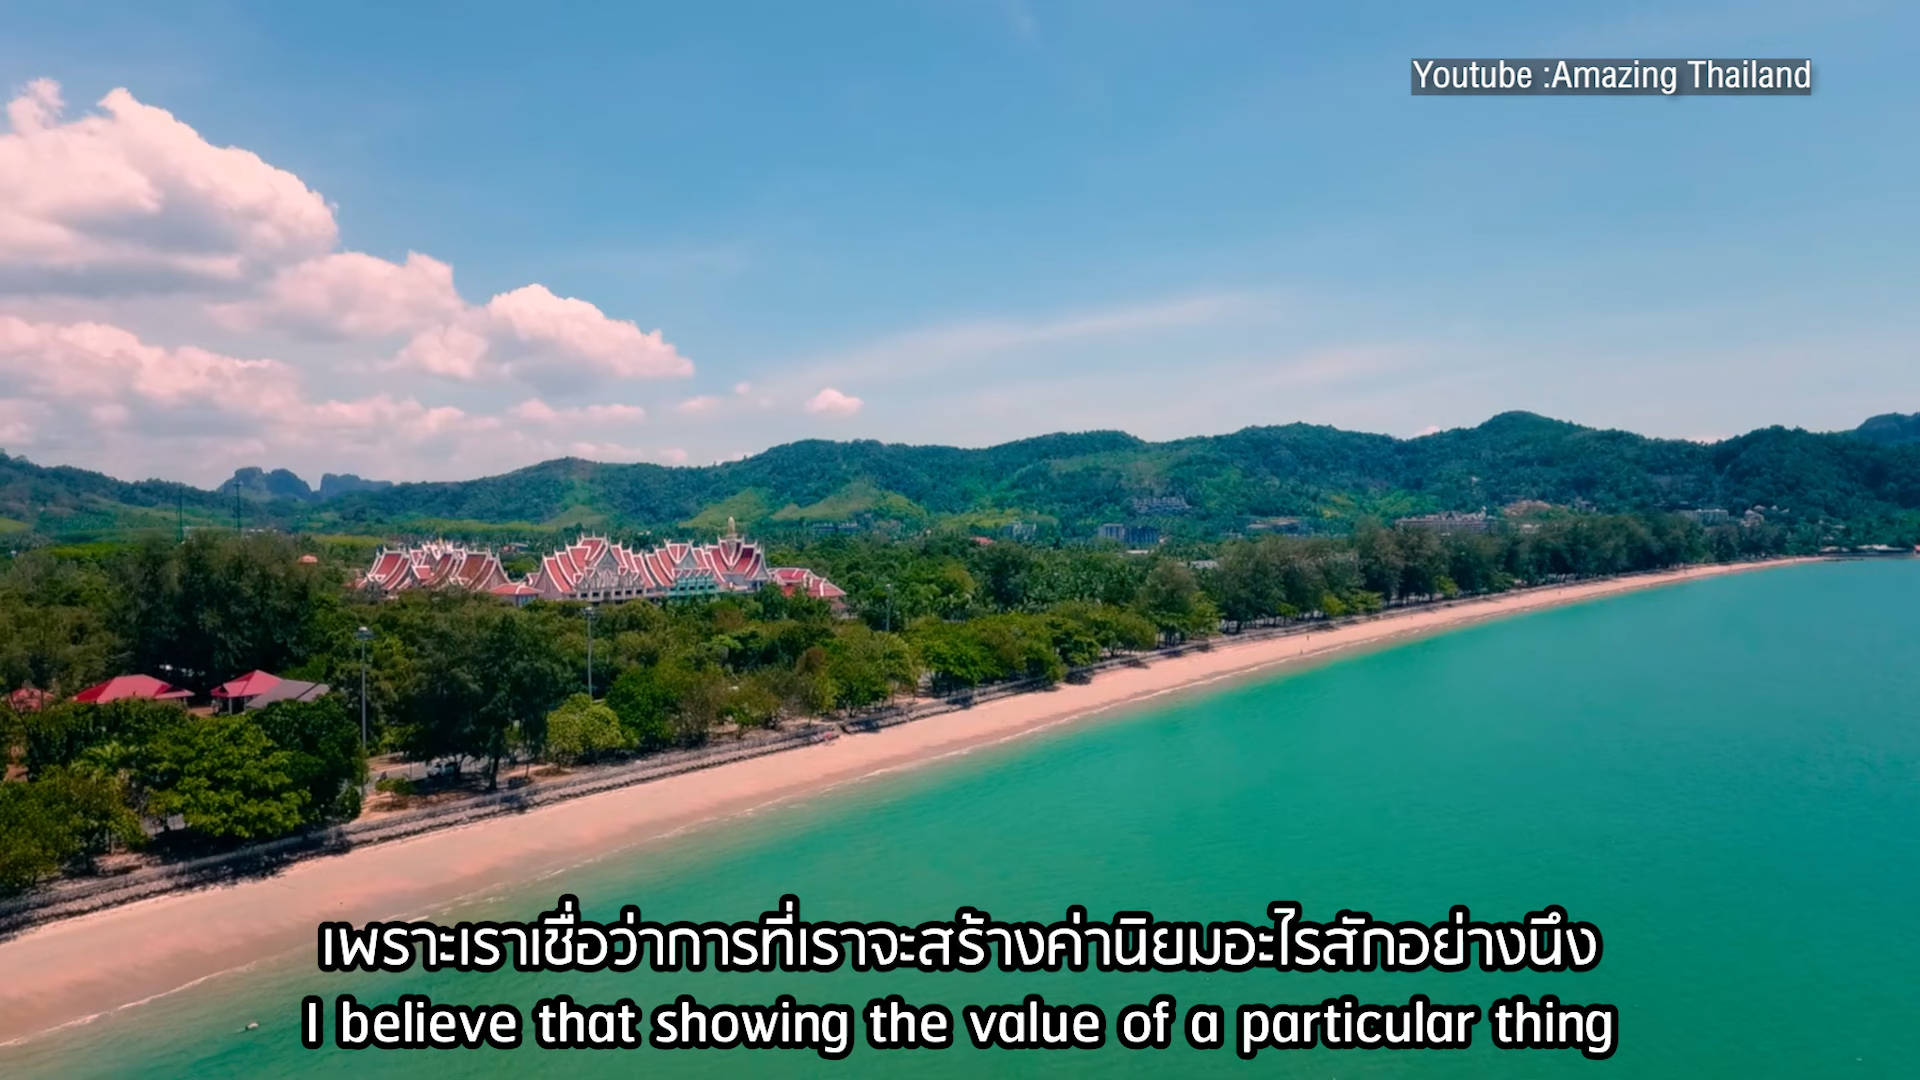 Youtube :Amazing Thailand
เพราะเราเชื่อว่าการที่เราจะสร้างค่านิยมอะไรสักอย่างนึง
I believe that showing the value of a particular thing